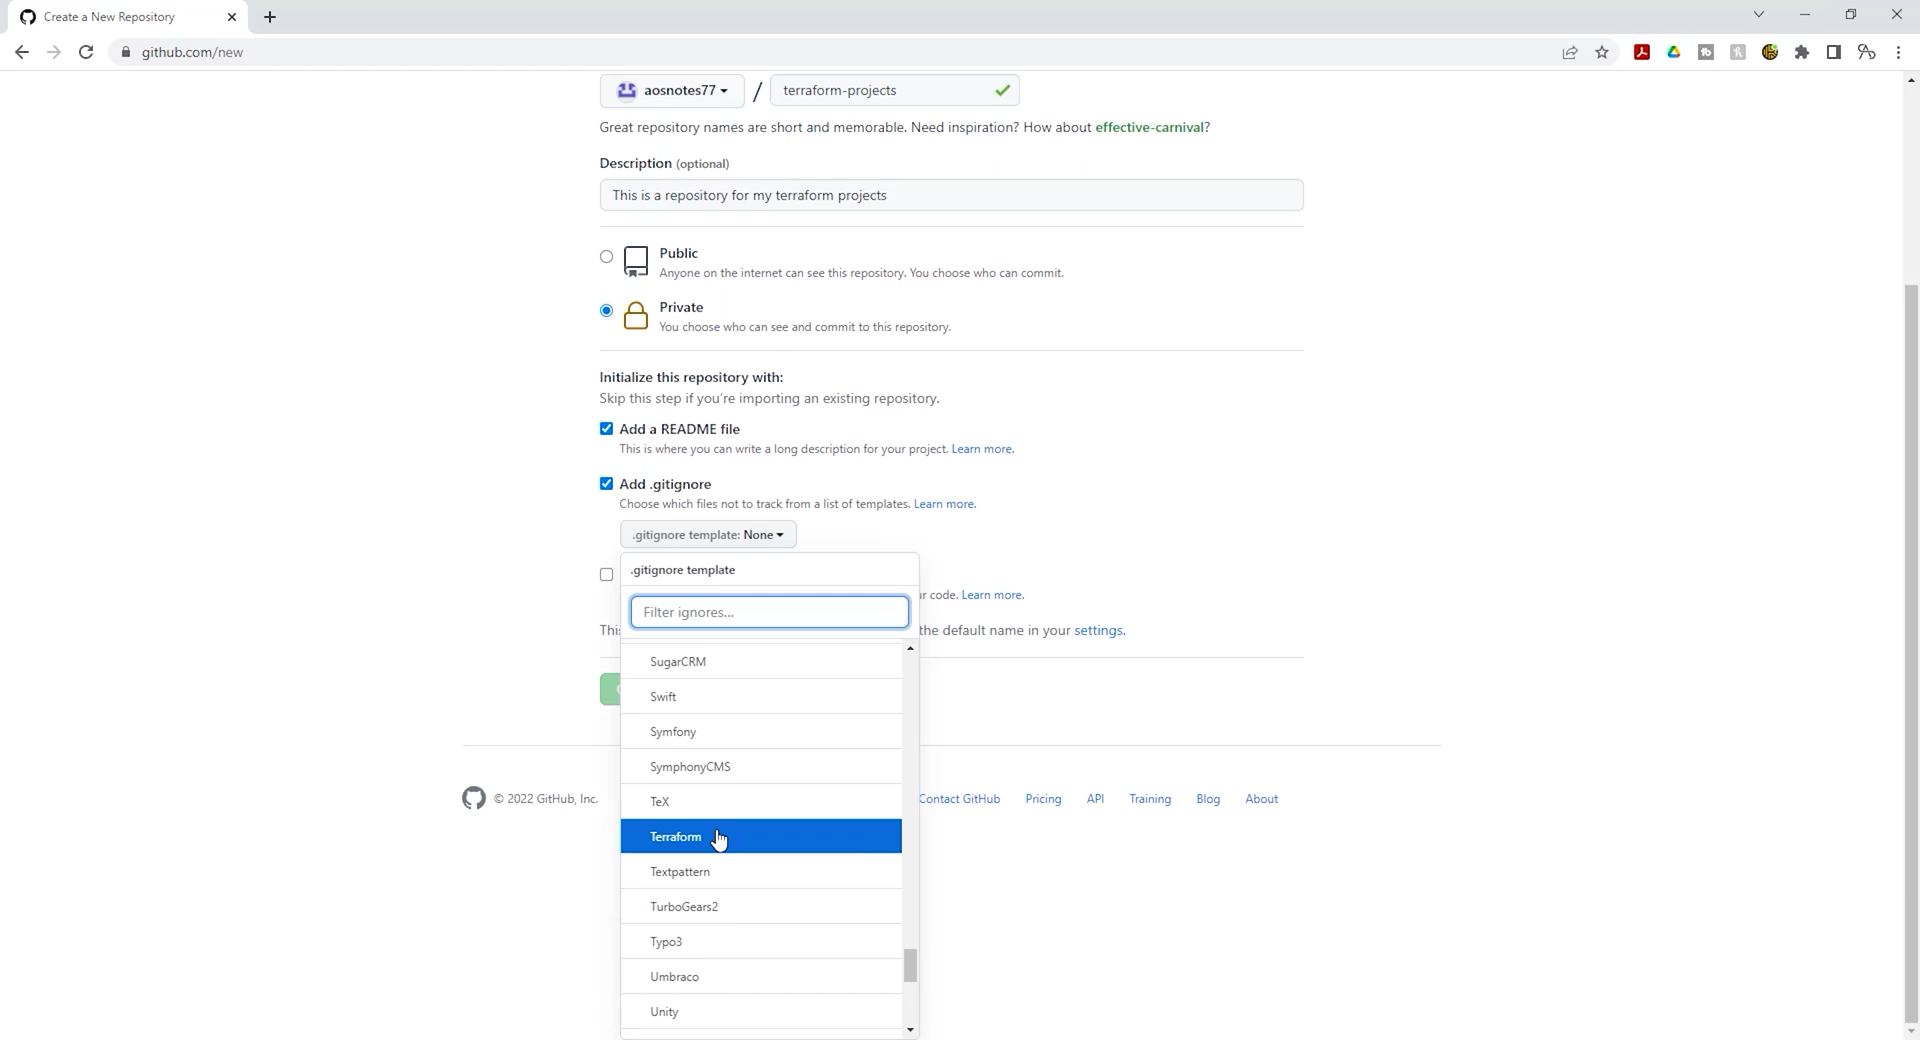 Create a New Repository
github.com/new
aosnotes77 / terraform-projects
Great repository names are short and memorable. Need inspiration? How about effective-carnival?
Description (optional)
This is a repository for my terraform projects
Public
Anyone on the internet can see this repository. You choose who can commit.
Private
You choose who can see and commit to this repository.
Initialize this repository with:
Skip this step if you're importing an existing repository.
Add a README file
This is where you can write a long description for your project. Learn more.
Add .gitignore
Choose which files not to track from a list of templates. Learn more.
.gitignore template: None
.gitignore template
code. Learn more.
Filter ignores...
the default name in your settings.
SugarCRM
Swift
Symfony
SymphonyCMS
© 2022 GitHub, Inc.
Contact GitHub Pricing API Training Blog About
TeX
Terraform
Textpattern
TurboGears2
Typo3
Umbraco
Unity